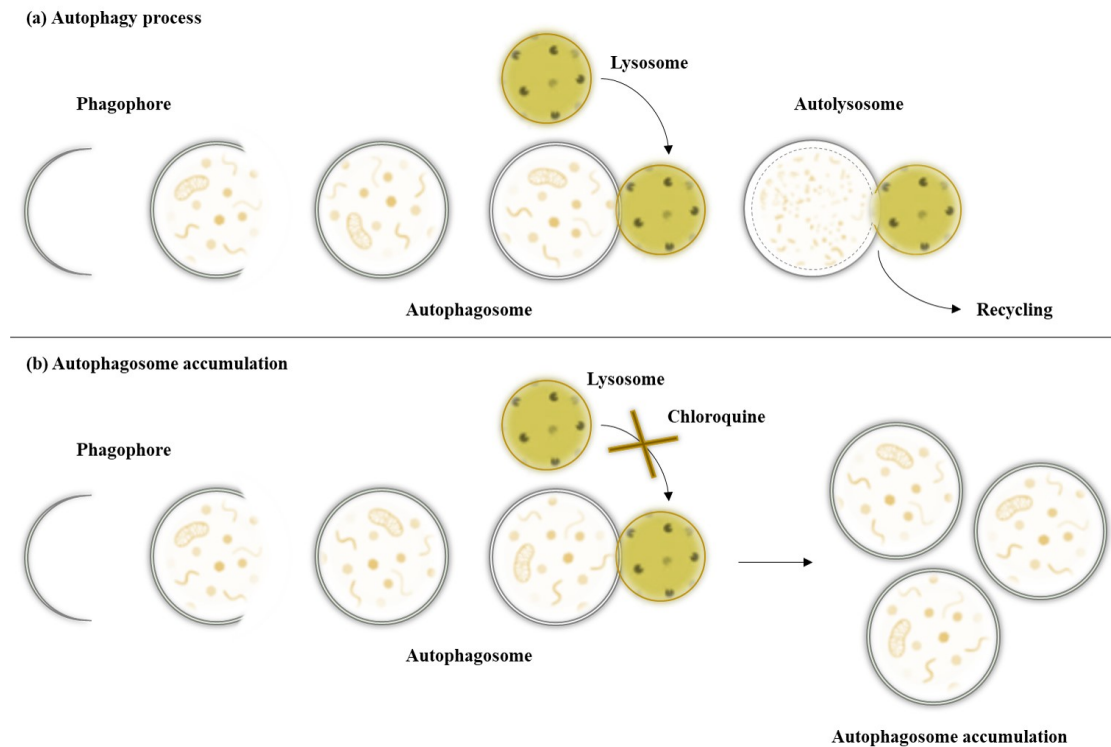 (a) Autophagy process
Lysosome
Phagophore
Autolysosome
Autophagosome
Recycling
(b) Autophagosome accumulation
Lysosome
Chloroquine
Phagophore
Autophagosome
Autophagosome accumulation